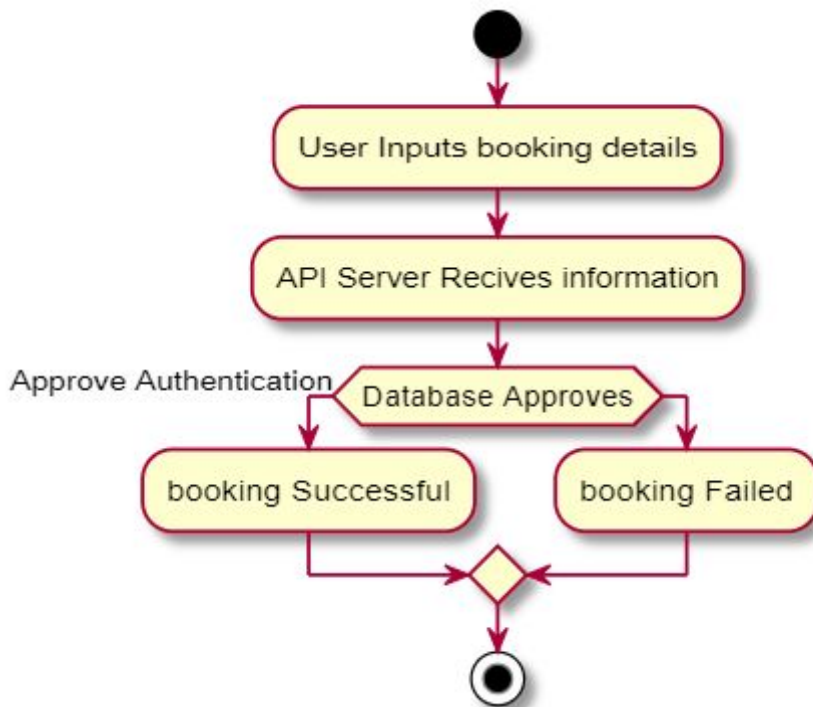 User Inputs booking details
API Server Recives information
Approve Authentication
Database Approves
booking Successful
booking Failed